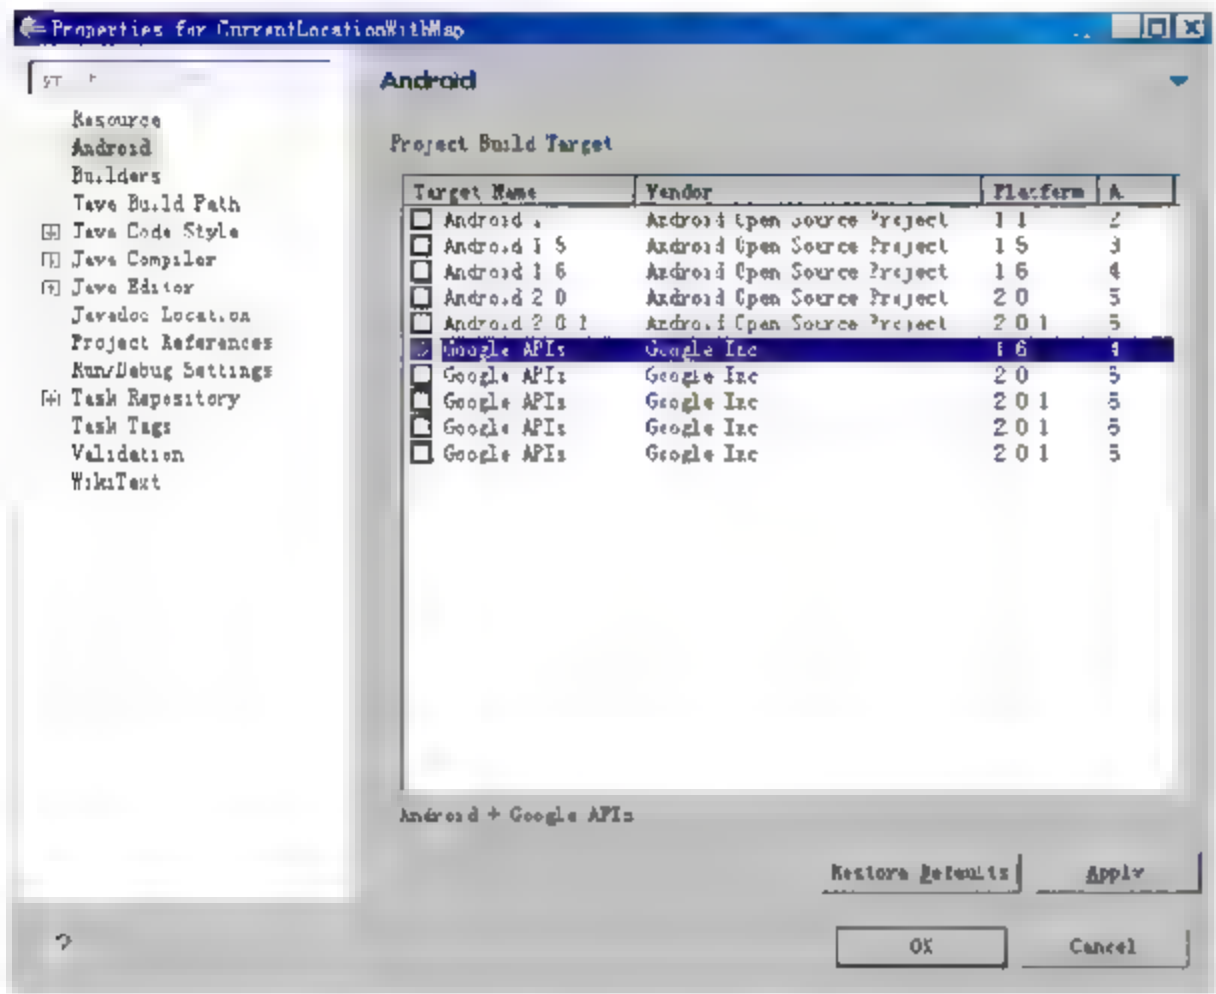 Properties for CurrentLocationWithMap
Android
Resource
Android
Builders
Java Build Path
Java Code Style
Java Compiler
Java Editor
Javadoc Location
Project References
Run/Debug Settings
Task Repository
Task Tags
Validation
WikiText
Project Build Target
Target Name Vendor Platform A.
Android 1. Android Open Source Project 1.1 2
Android 1.5 Android Open Source Project 1.5 3
Android 1.6 Android Open Source Project 1.6 4
Android 2.0 Android Open Source Project 2.0 5
Android 2.0.1 Android Open Source Project 2.0.1 5
Google APIs Google Inc 1.6 4
Google APIs Google Inc 2.0 5
Google APIs Google Inc 2.0.1 5
Google APIs Google Inc 2.0.1 5
Google APIs Google Inc 2.0.1 5
Android + Google APIs
Restore Defaults Apply
? OK Cancel